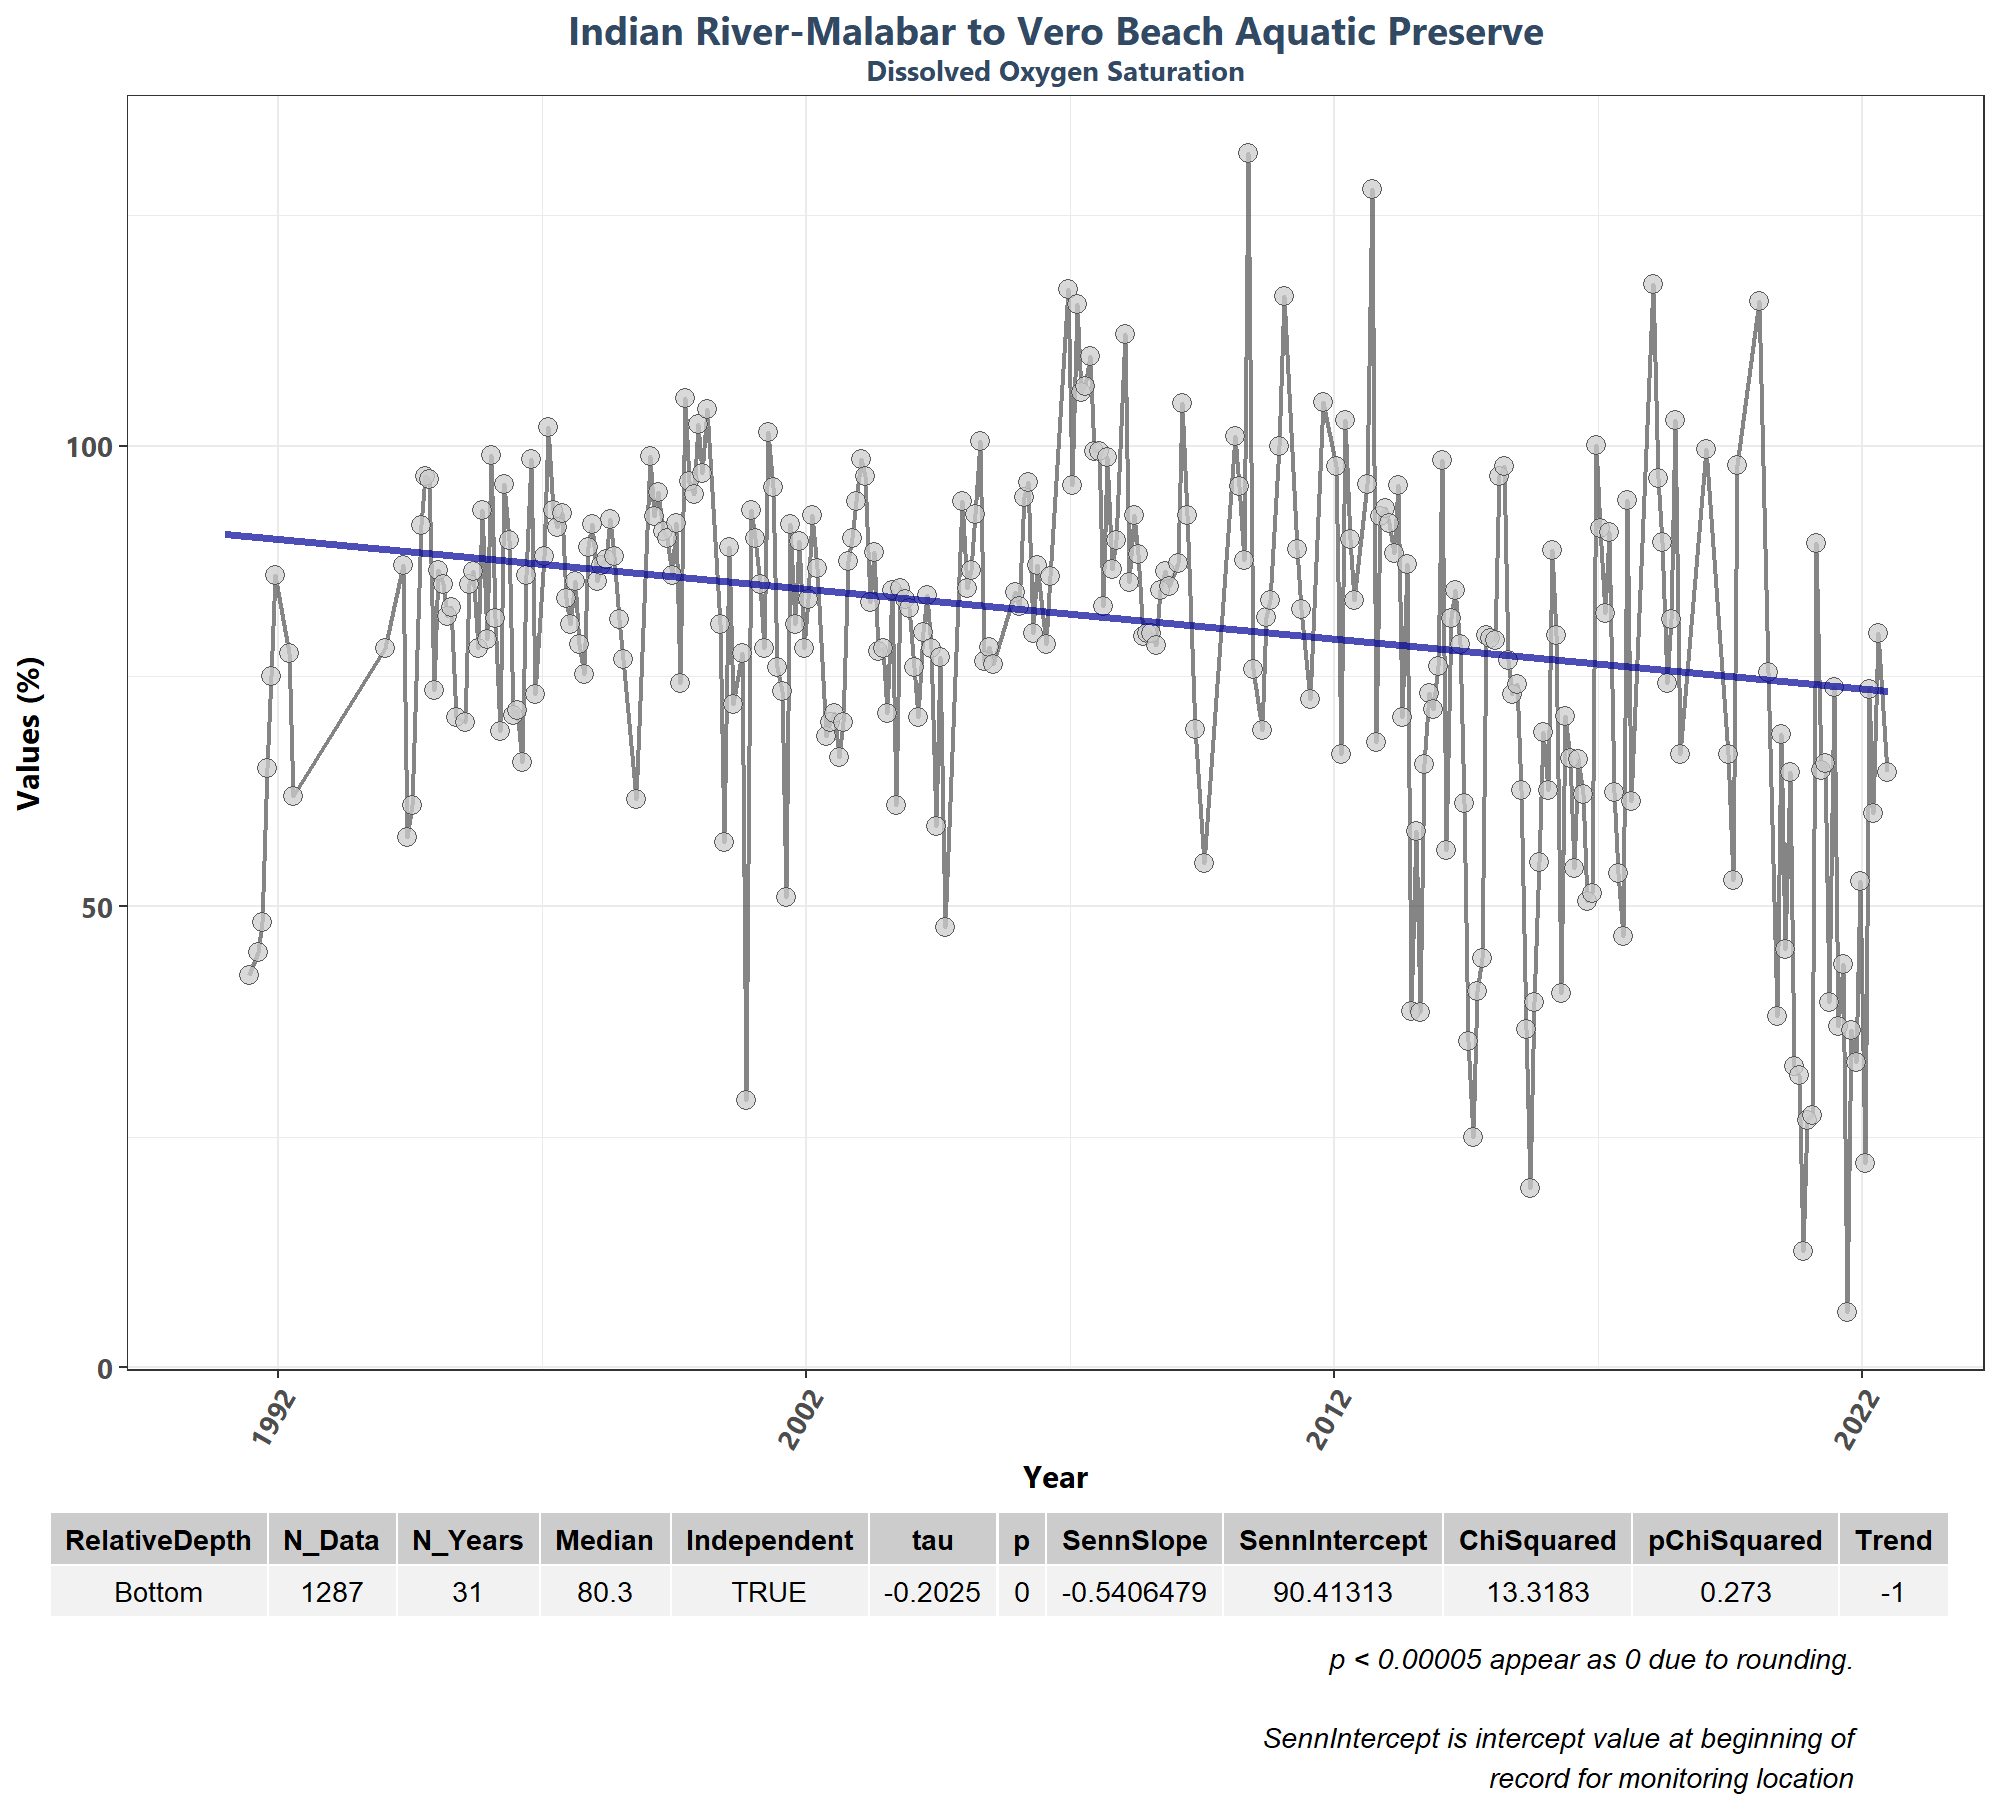 Indian River-Malabar to Vero Beach Aquatic Preserve
Dissolved Oxygen Saturation
Values (%)
100
50
0
1992
2002
2012
2022
Year
RelativeDepth N_Data N_Years Median Independent tau p SennSlope SennIntercept ChiSquared pChiSquared Trend
Bottom 1287 31 80.3 TRUE -0.2025 0 -0.5406479 90.41313 13.3183 0.273 -1
p < 0.00005 appear as 0 due to rounding.
SennIntercept is intercept value at beginning of
record for monitoring location